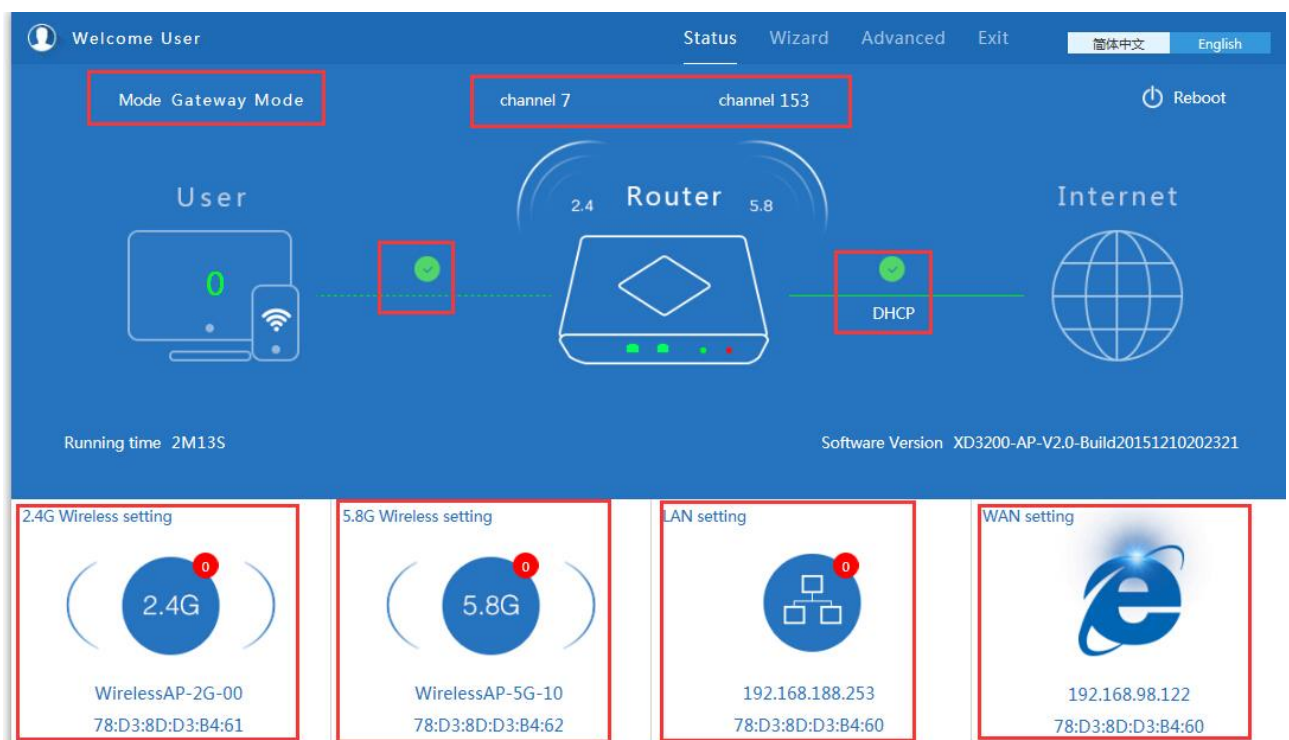 Welcome User
Status Wizard Advanced Exit 简体中文 English
Mode Gateway Mode
channel 7 channel 153
Reboot
User
2.4 Router 5.8
Internet
0
DHCP
Running time 2M13S
Software Version XD3200-AP-V2.0-Build20151210202321
2.4G Wireless setting
0
2.4G
WirelessAP-2G-00
78:D3:8D:D3:B4:61
5.8G Wireless setting
0
5.8G
WirelessAP-5G-10
78:D3:8D:D3:B4:62
LAN setting
0
192.168.188.253
78:D3:8D:D3:B4:60
WAN setting
192.168.98.122
78:D3:8D:D3:B4:60